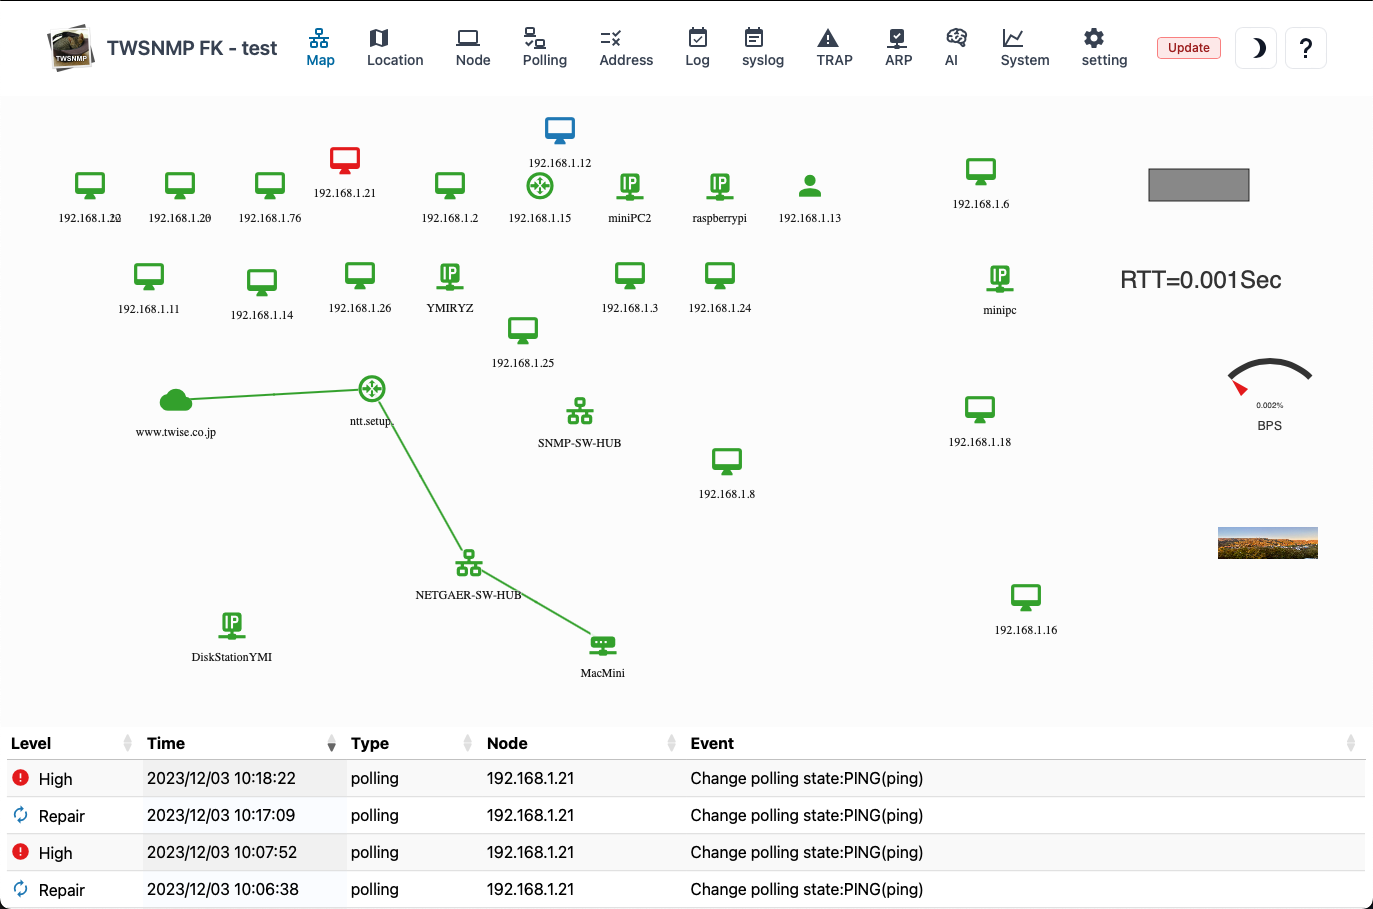 TWSNMP
TWSNMP FK - test
Map
Location
Node
Polling
Address
Log
syslog
TRAP
ARP
AI
System
setting
Update
?
192.168.1.12
192.168.1.21
192.168.1.6
192.168.1.76
192.168.1.2
192.168.1.15
IP
miniPC2
IP
raspberrypi
192.168.1.13
192.168.1.11
192.168.1.14
192.168.1.26
IP
YMIRYZ
192.168.1.3
192.168.1.24
IP
minipc
RTT=0.001Sec
192.168.1.25
www.twise.co.jp
ntt.setup.
SNMP-SW-HUB
192.168.1.18
0.002%
BPS
192.168.1.8
NETGAER-SW-HUB
192.168.1.16
IP
DiskStationYMI
MacMini
Level Time Type Node Event
High 2023/12/03 10:18:22 polling 192.168.1.21 Change polling state:PING(ping)
Repair 2023/12/03 10:17:09 polling 192.168.1.21 Change polling state:PING(ping)
High 2023/12/03 10:07:52 polling 192.168.1.21 Change polling state:PING(ping)
Repair 2023/12/03 10:06:38 polling 192.168.1.21 Change polling state:PING(ping)